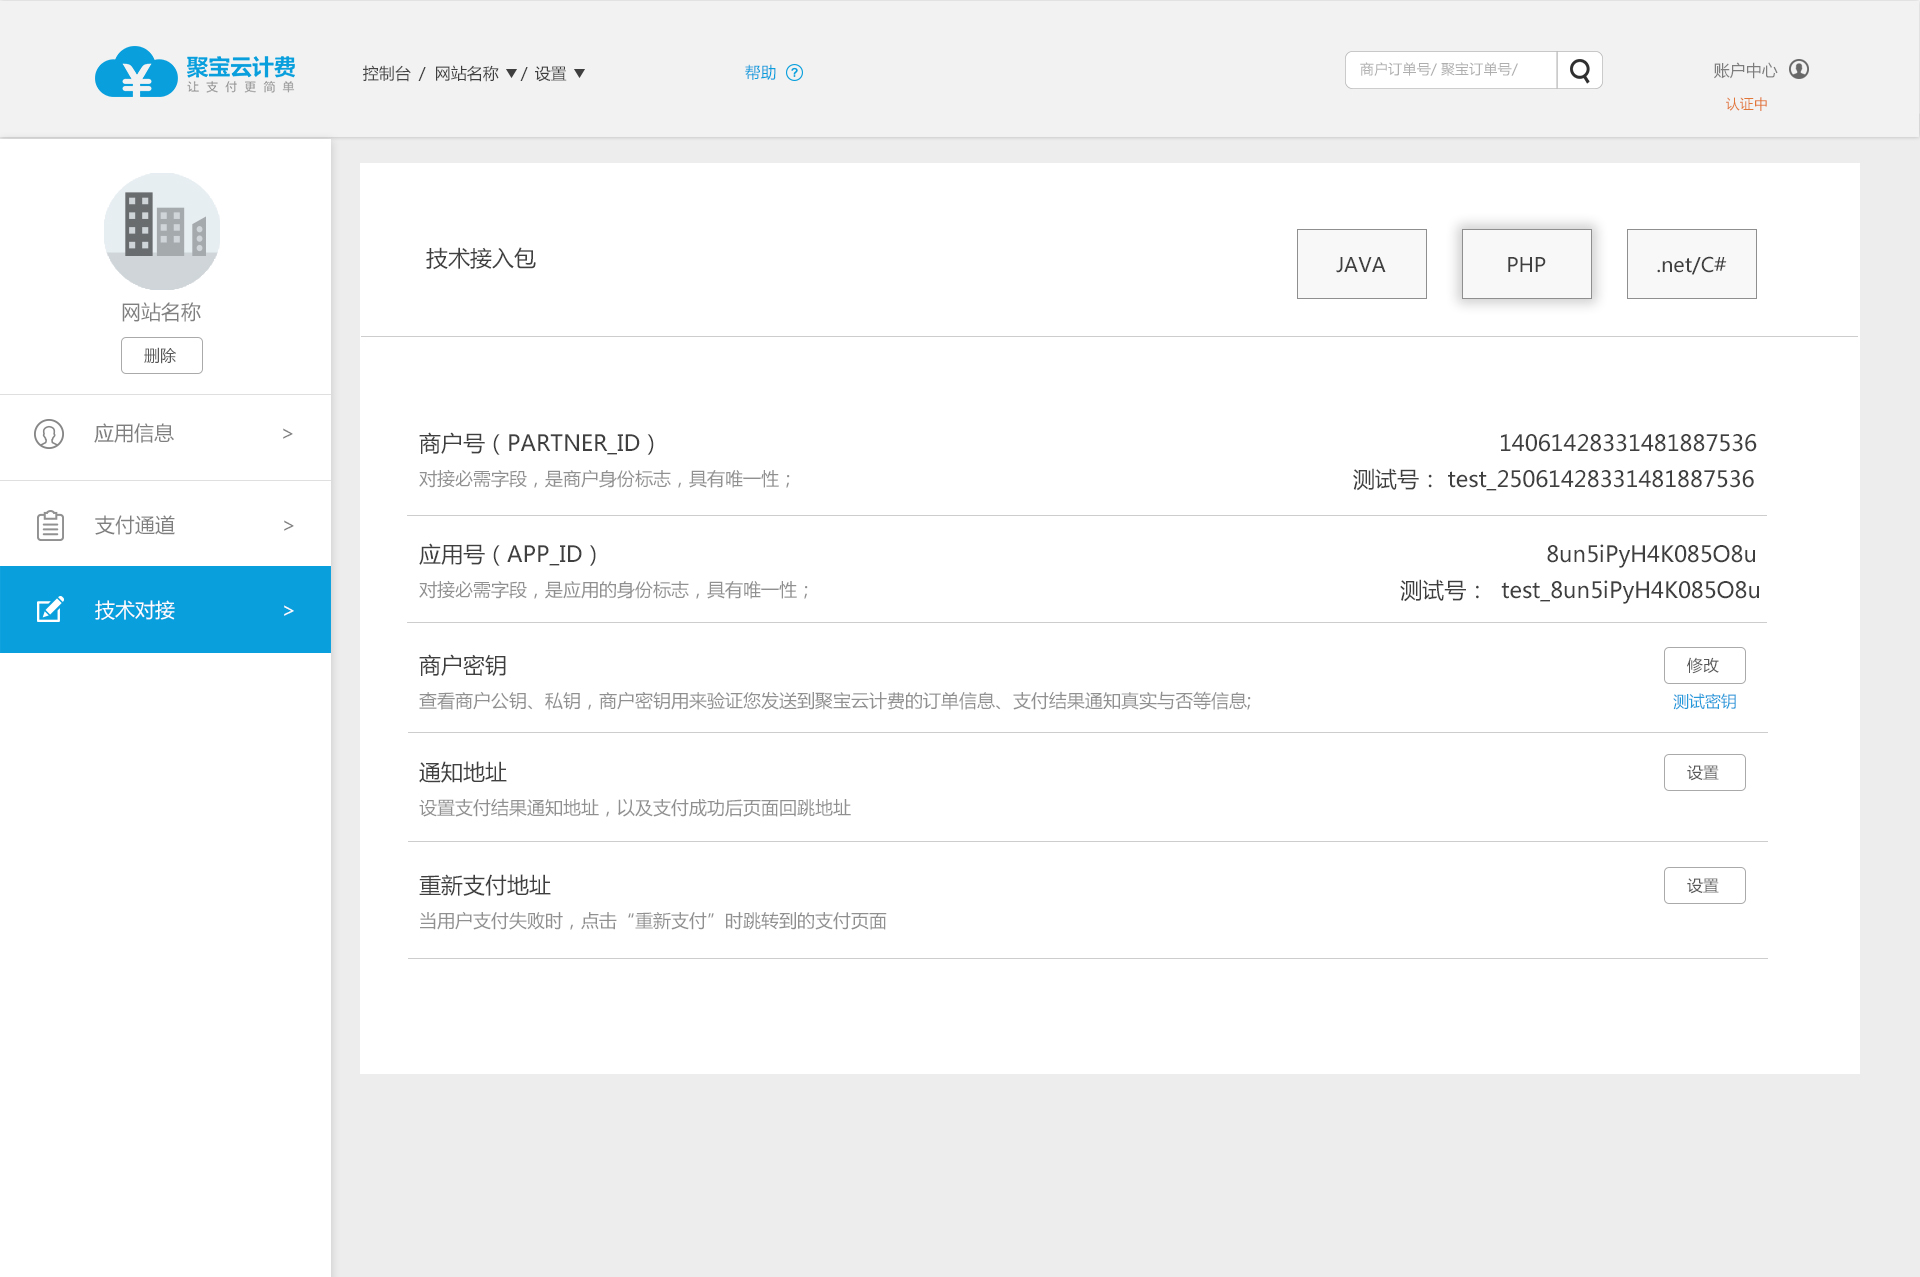 聚宝云计费
让支付更简单
控制台 / 网站名称 ▼/ 设置 ▼
帮助 ?
商户订单号/ 聚宝订单号/
账户中心
认证中
网站名称
删除
应用信息 >
支付通道 >
技术对接 >
技术接入包
JAVA
PHP
.net/C#
商户号（PARTNER_ID）
14061428331481887536
对接必需字段，是商户身份标志，具有唯一性；
测试号： test_25061428331481887536
应用号（APP_ID）
8un5iPyH4K085O8u
对接必需字段，是应用的身份标志，具有唯一性；
测试号： test_8un5iPyH4K085O8u
商户密钥
修改
查看商户公钥、私钥，商户密钥用来验证您发送到聚宝云计费的订单信息、支付结果通知真实与否等信息;
测试密钥
通知地址
设置
设置支付结果通知地址，以及支付成功后页面回跳地址
重新支付地址
设置
当用户支付失败时，点击“重新支付”时跳转到的支付页面